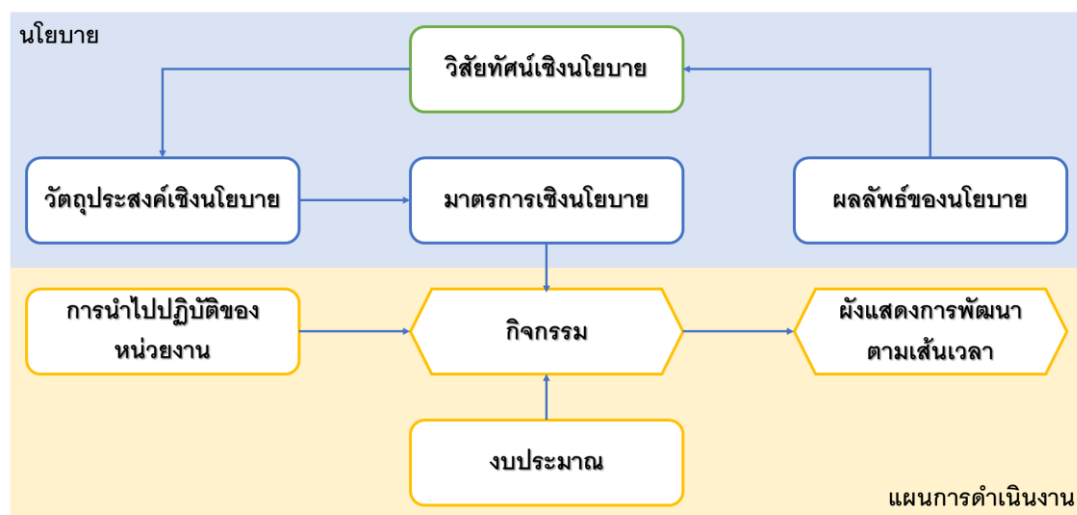 นโยบาย
วิสัยทัศน์เชิงนโยบาย
วัตถุประสงค์เชิงนโยบาย
มาตรการเชิงนโยบาย
ผลลัพธ์ของนโยบาย
การนำไปปฏิบัติของ
หน่วยงาน
กิจกรรม
ผังแสดงการพัฒนา
ตามเส้นเวลา
งบประมาณ
แผนการดำเนินงาน